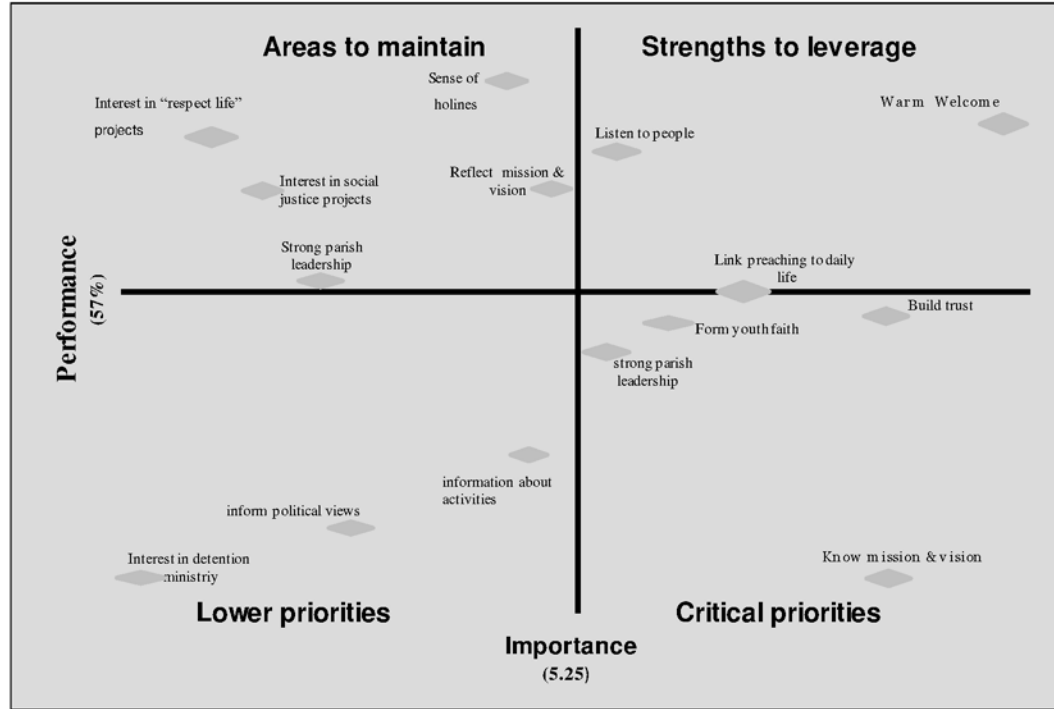 Areas to maintain
Strengths to leverage
Sense of
holines
Interest in “respect life”
projects
Warm Welcome
Listen to people
Interest in social
justice projects
Reflect mission &
vision
Strong parish
leadership
Link preaching to daily
life
Performance
(57%)
Build trust
Form youth faith
strong parish
leadership
information about
activities
inform political views
Interest in detention
ministriy
Know mission & vision
Lower priorities
Critical priorities
Importance
(5.25)